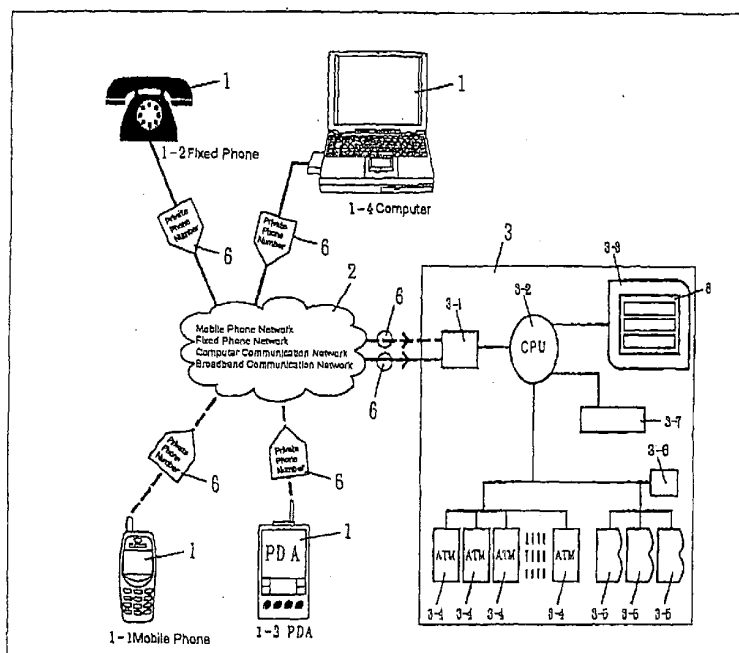 1
1-2 Fixed Phone
1
1-4 Computer
Private
Phone
Number
6
Private
Phone
Number
6
2
Mobile Phone Network
Fixed Phone Network
Computer Communication Network
Broadband Communication Network
6
6
3
3-1
3-2
CPU
3-3
8
3-7
3-6
ATM
ATM
ATM
ATM
3-4
3-4
3-4
3-4
3-5
3-5
3-5
Private
Phone
Number
6
Private
Phone
Number
6
1
1-1 Mobile Phone
PDA
1
1-3 PDA